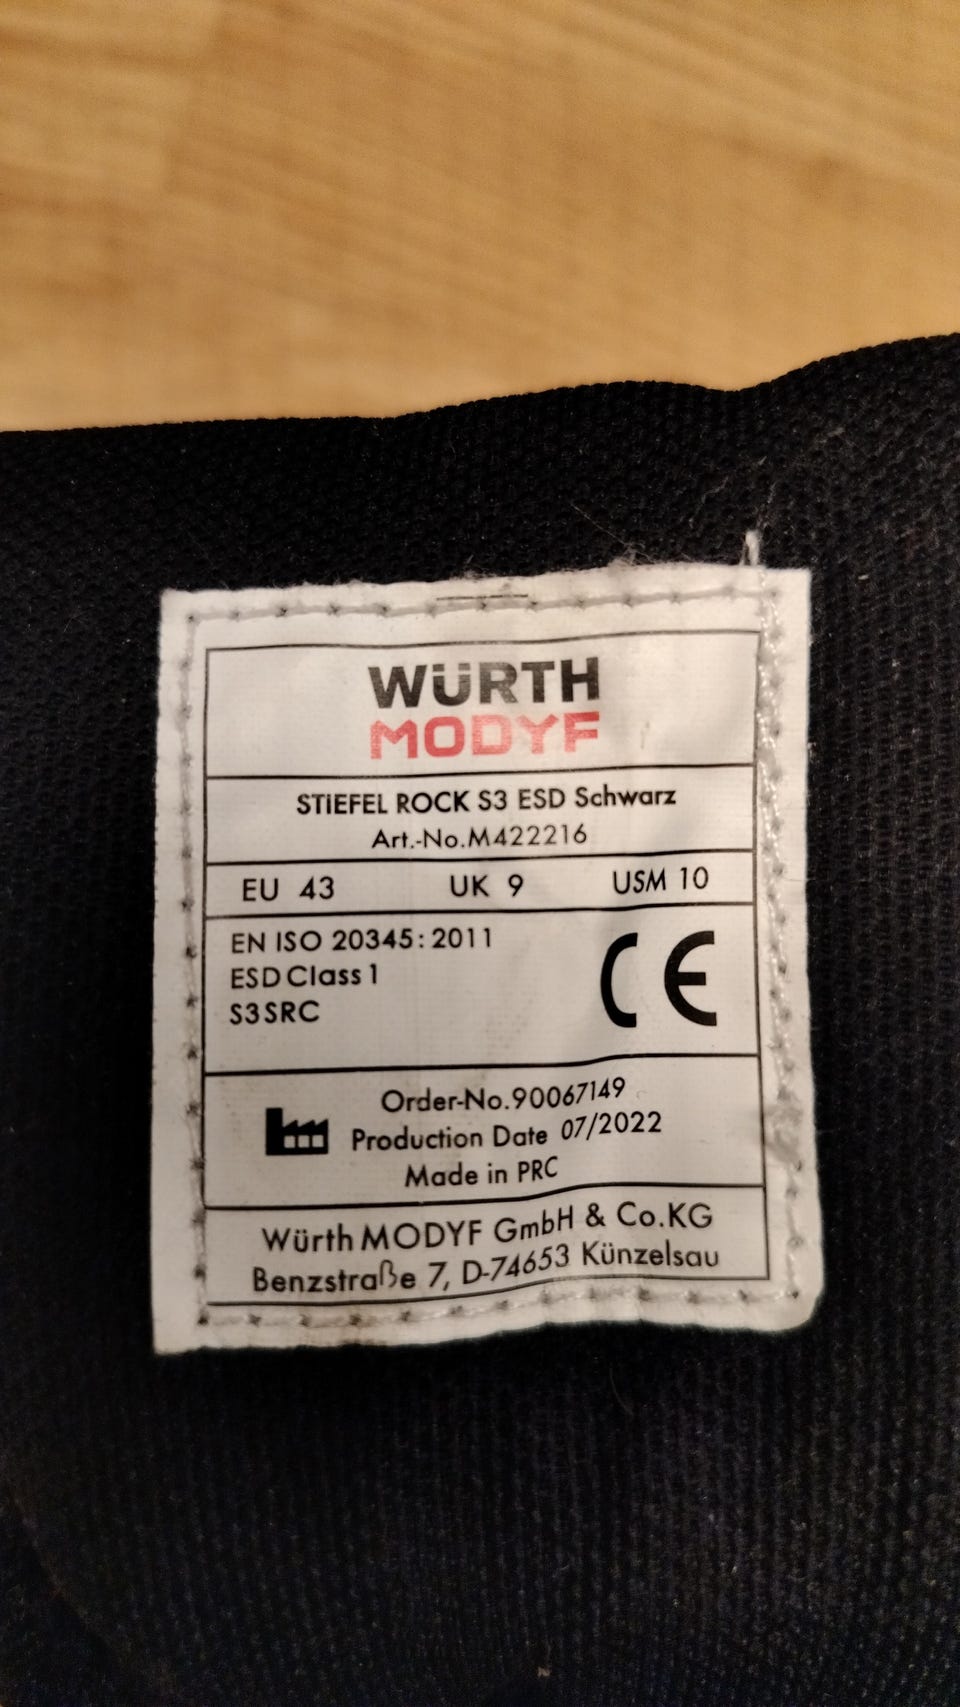 WÜRTH
MODYF
STIEFEL ROCK S3 ESD Schwarz
Art.-No.M422216
EU 43 UK 9 USM 10
EN ISO 20345:2011
ESD Class 1
S3 SRC
CE
Order-No.90067149
Production Date 07/2022
Made in PRC
Würth MODYF GmbH & Co.KG
Benzstraße 7, D-74653 Künzelsau